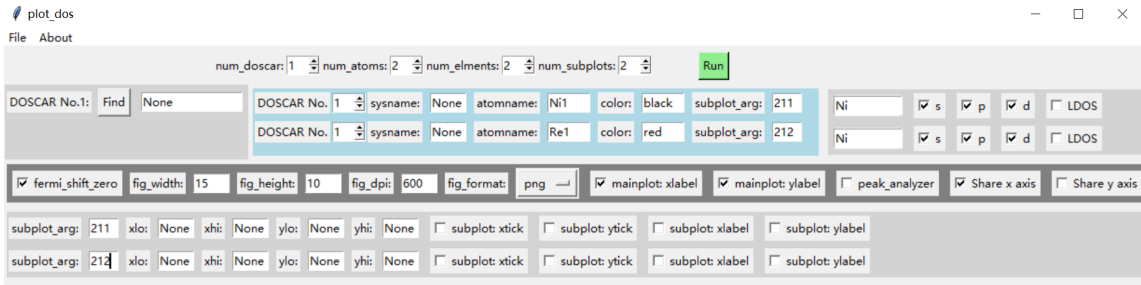 plot_dos
File About
num_doscar: 1 num_atoms: 2 num_elments: 2 num_subplots: 2 Run
DOSCAR No.1: Find None DOSCAR No. 1 sysname: None atomname: Ni1 color: black subplot_arg: 211 Ni s p d LDOS
DOSCAR No. 1 sysname: None atomname: Re1 color: red subplot_arg: 212 Ni s p d LDOS
fermi_shift_zero fig_width: 15 fig_height: 10 fig_dpi: 600 fig_format: png mainplot: xlabel mainplot: ylabel peak_analyzer Share x axis Share y axis
subplot_arg: 211 xlo: None xhi: None ylo: None yhi: None subplot: xtick subplot: ytick subplot: xlabel subplot: ylabel
subplot_arg: 212 xlo: None xhi: None ylo: None yhi: None subplot: xtick subplot: ytick subplot: xlabel subplot: ylabel